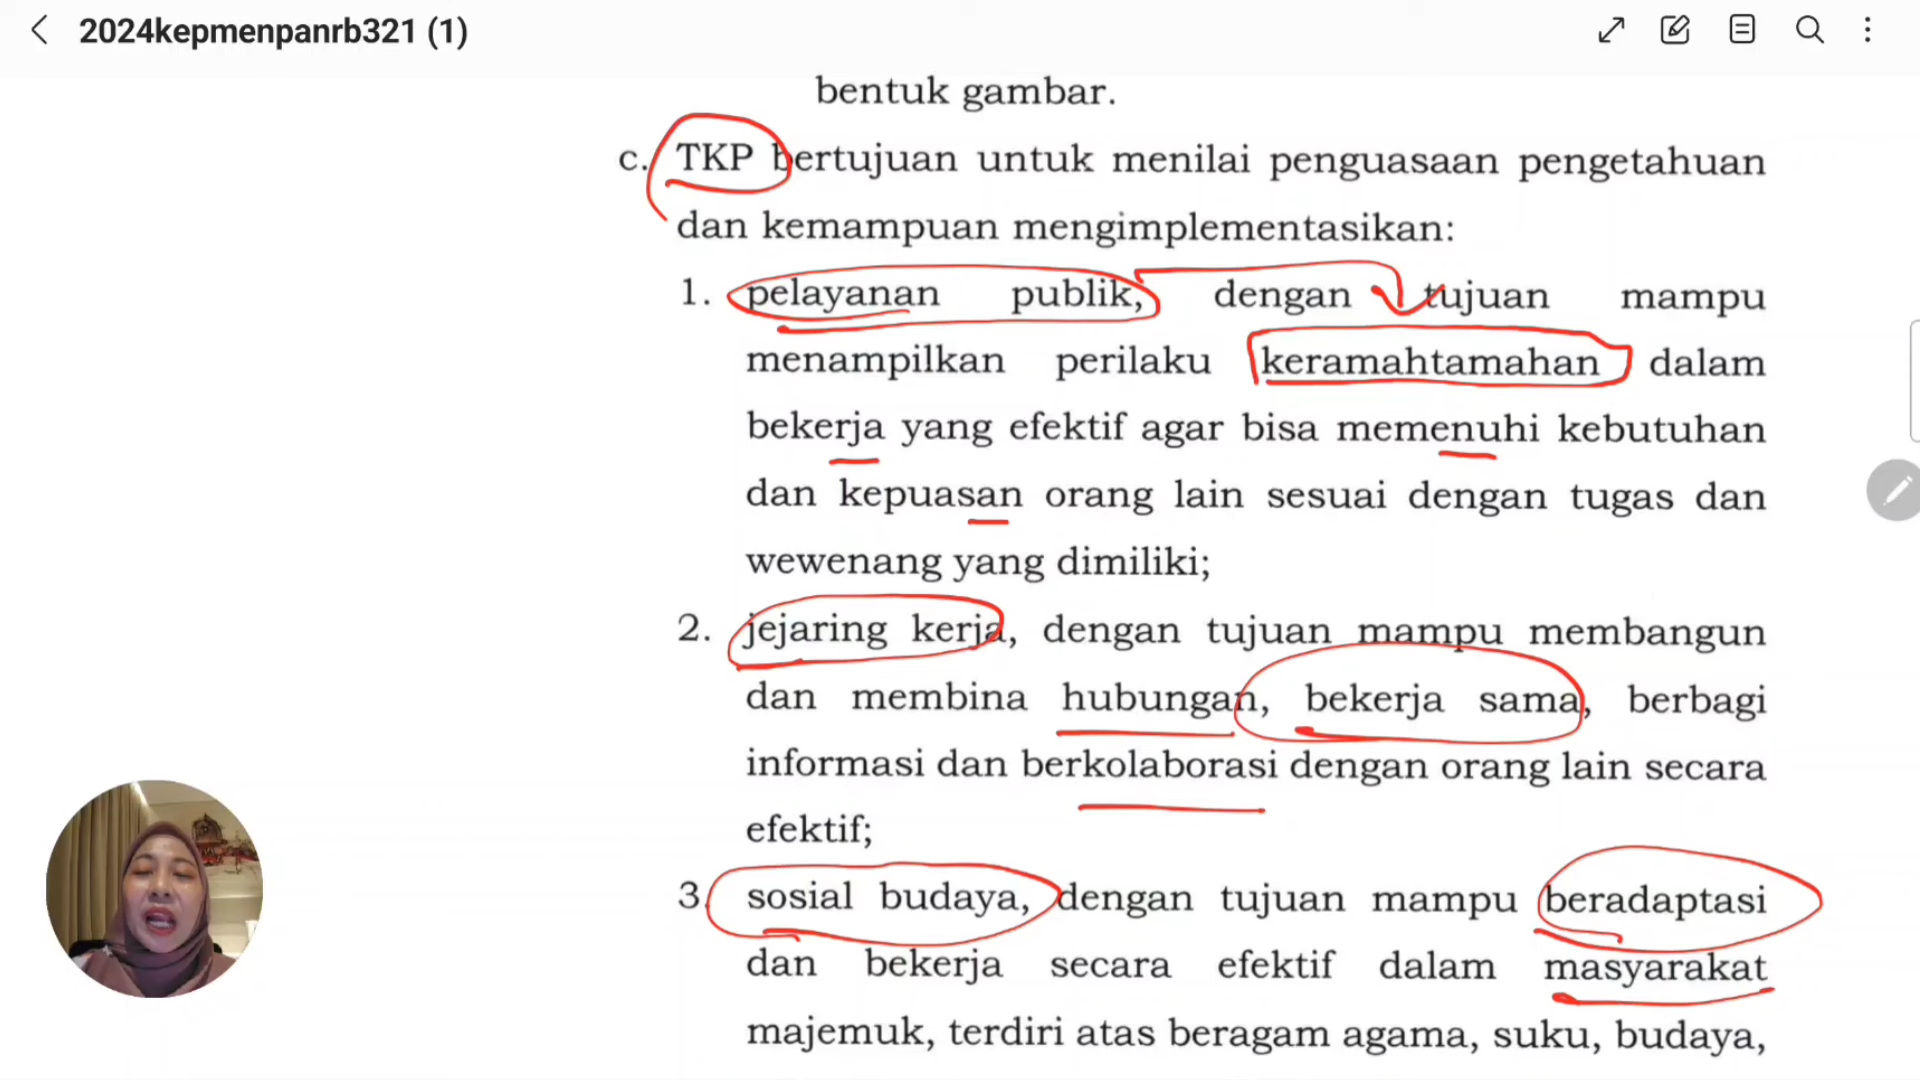 2024kepmenpanrb321 (1)
bentuk gambar.
c. TKP bertujuan untuk menilai penguasaan pengetahuan
dan kemampuan mengimplementasikan:
1. pelayanan publik, dengan tujuan mampu
menampilkan perilaku keramahtamahan dalam
bekerja yang efektif agar bisa memenuhi kebutuhan
dan kepuasan orang lain sesuai dengan tugas dan
wewenang yang dimiliki;
2. jejaring kerja, dengan tujuan mampu membangun
dan membina hubungan, bekerja sama, berbagi
informasi dan berkolaborasi dengan orang lain secara
efektif;
3. sosial budaya, dengan tujuan mampu beradaptasi
dan bekerja secara efektif dalam masyarakat
majemuk, terdiri atas beragam agama, suku, budaya,